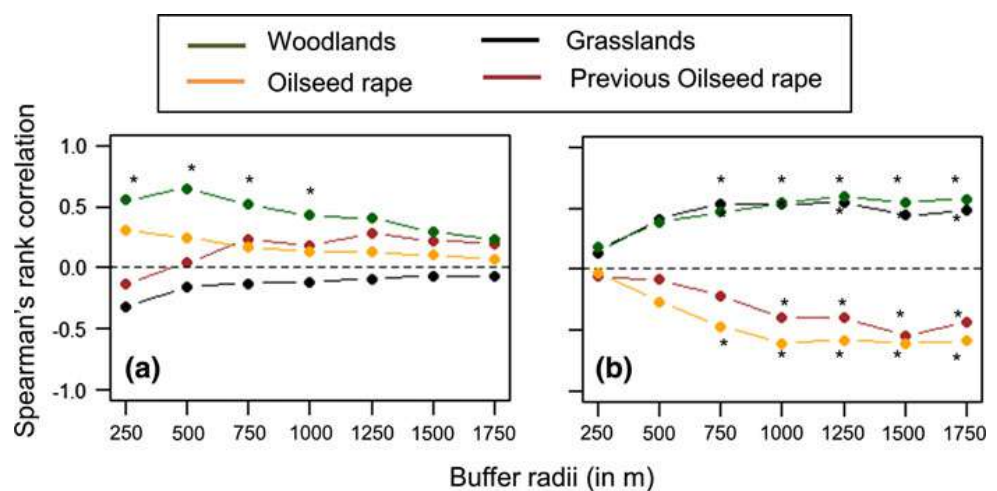 Woodlands
Grasslands
Oilseed rape
Previous Oilseed rape
Spearman's rank correlation
1.0
0.5
0.0
-0.5
-1.0
* * * *
(a)
250 500 750 1000 1250 1500 1750
* * * * *
* * *
* * * *
* * * * *
(b)
250 500 750 1000 1250 1500 1750
Buffer radii (in m)